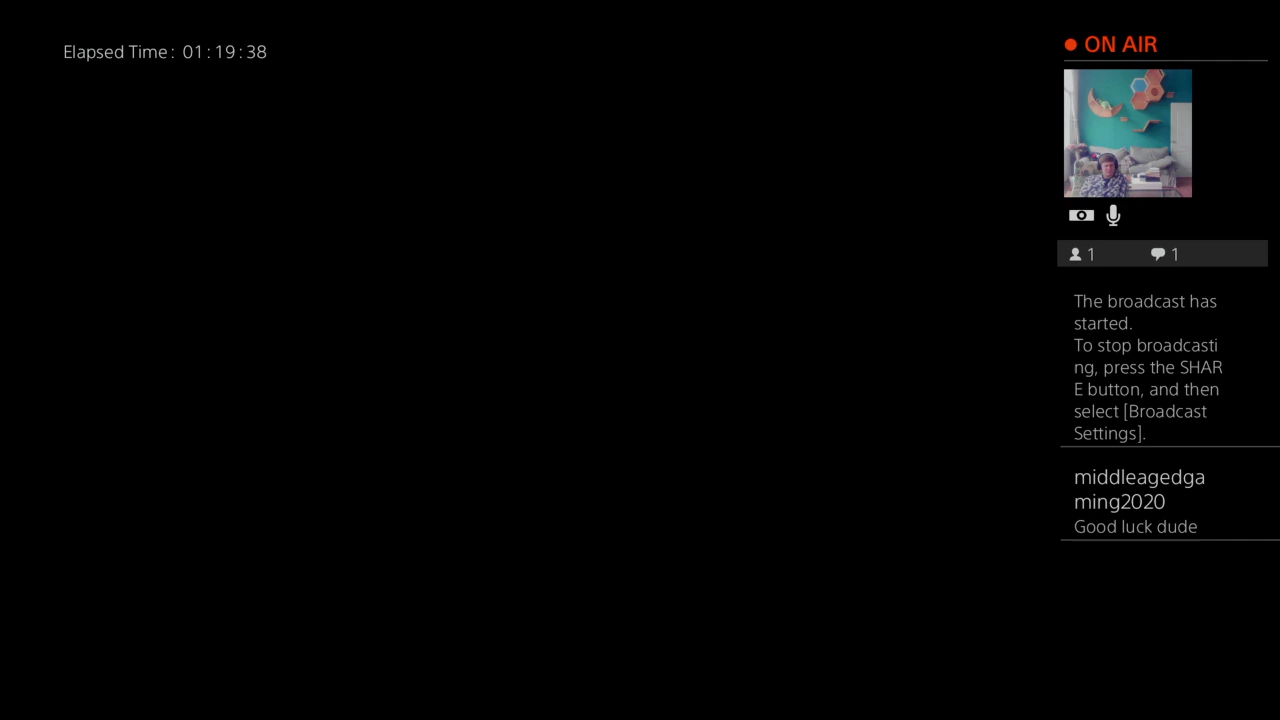 Elapsed Time: 01:19:38
ON AIR
1 1
The broadcast has
started.
To stop broadcasti
ng, press the SHAR
E button, and then
select [Broadcast
Settings].
middleagedga
ming2020
Good luck dude